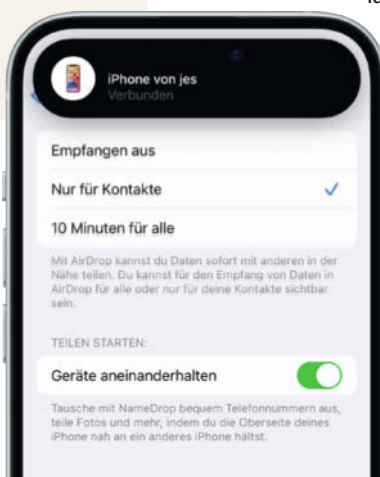 iPhone von jes
Verbunden
Empfangen aus
Nur für Kontakte
10 Minuten für alle
Mit AirDrop kannst du Daten sofort mit anderen in der
Nähe teilen. Du kannst für den Empfang von Daten in
AirDrop für alle oder nur für deine Kontakte sichtbar
sein.
TEILEN STARTEN:
Geräte aneinanderhalten
Tausche mit NameDrop bequem Telefonnummern aus,
teile Fotos und mehr, indem du die Oberseite deines
iPhone nah an ein anderes iPhone hältst.